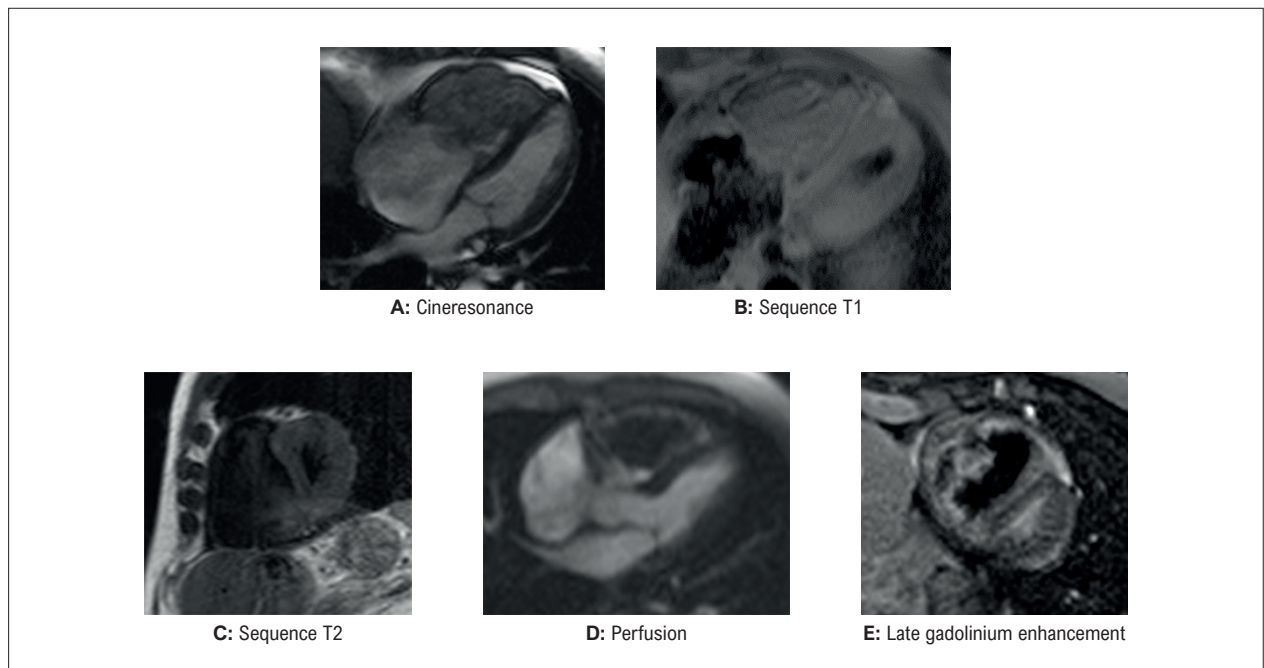 A: Cineresonance
B: Sequence T1
C: Sequence T2
D: Perfusion
E: Late gadolinium enhancement